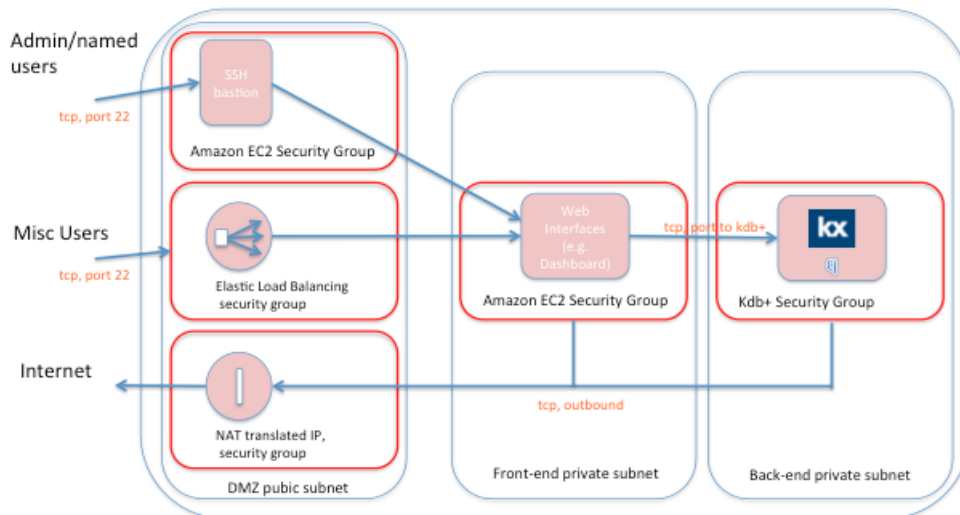 Admin/named
users
tcp, port 22
SSH
bastion
Amazon EC2 Security Group
Misc Users
tcp, port 22
Elastic Load Balancing
security group
Web
Interfaces
(e.g.
Dashboard)
Amazon EC2 Security Group
tcp, port to kdb+
kx
Kdb+ Security Group
Internet
tcp, outbound
NAT translated IP,
security group
DMZ pubic subnet
Front-end private subnet
Back-end private subnet